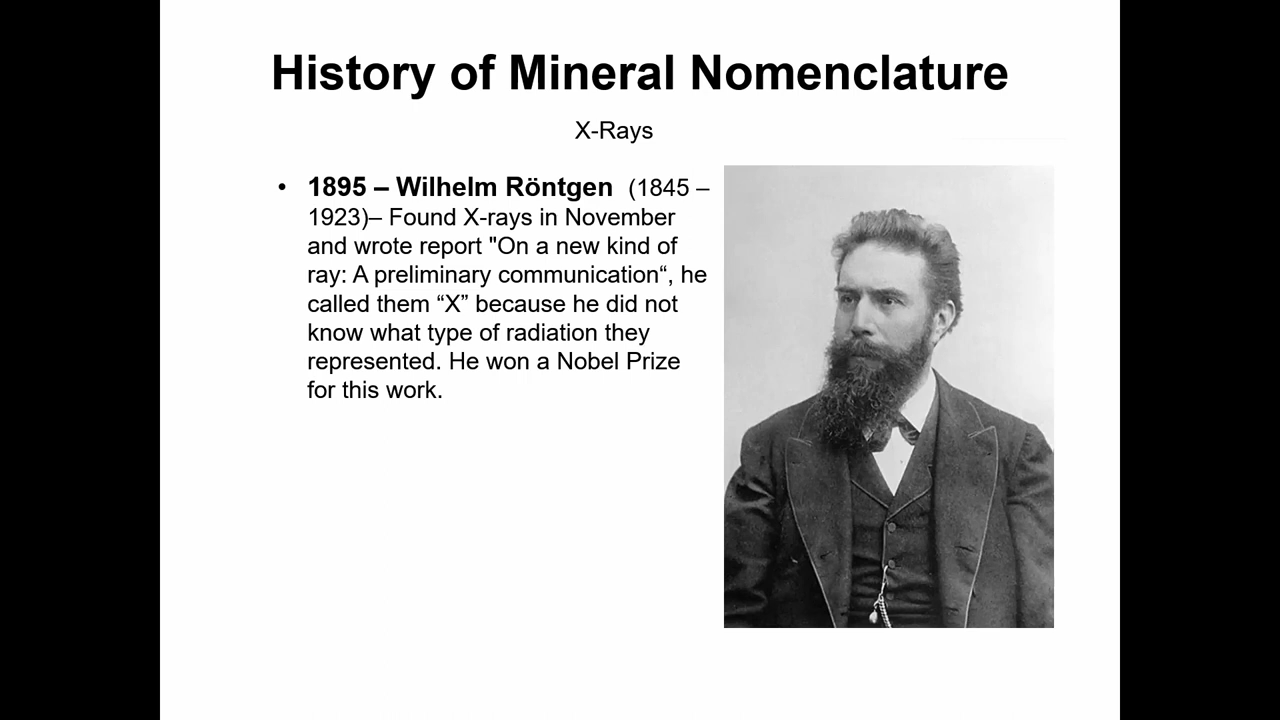 History of Mineral Nomenclature
X-Rays
• 1895 – Wilhelm Röntgen (1845 –
1923)– Found X-rays in November
and wrote report "On a new kind of
ray: A preliminary communication“, he
called them “X” because he did not
know what type of radiation they
represented. He won a Nobel Prize
for this work.